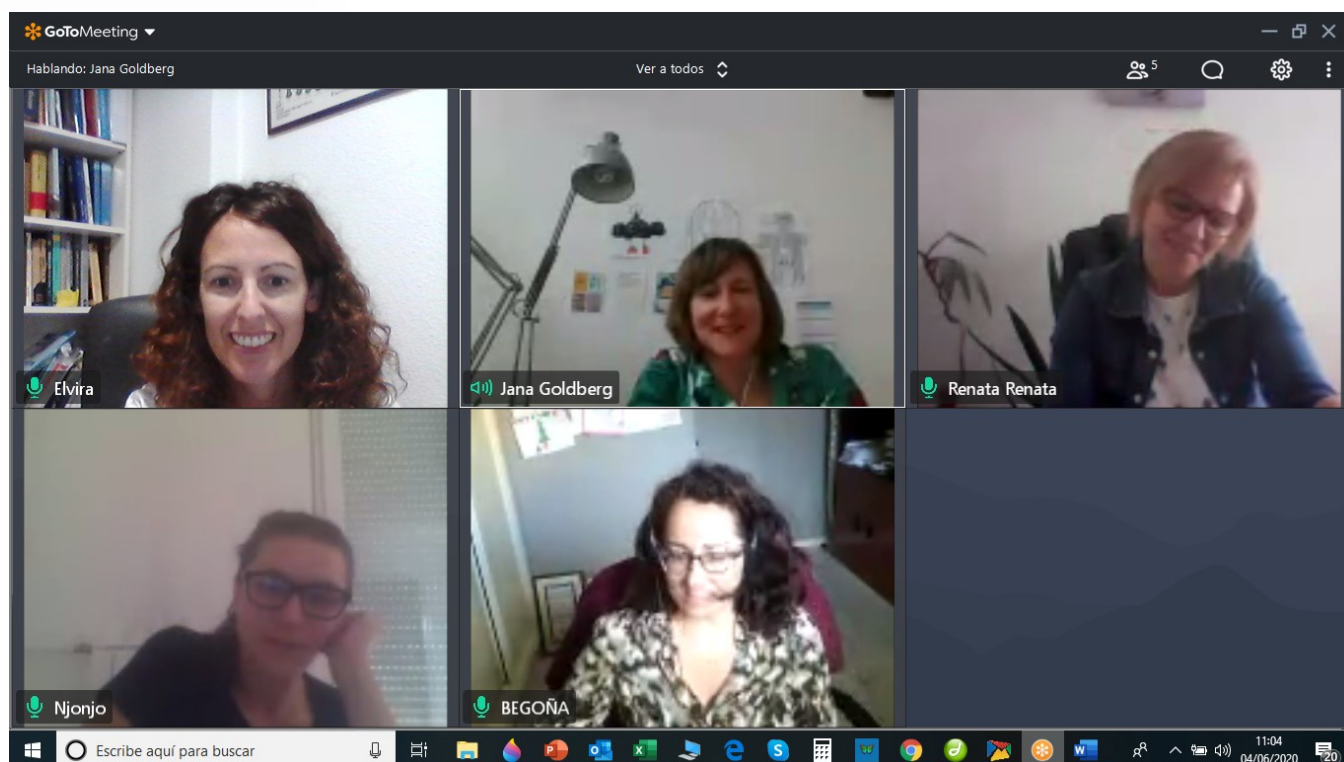 GoToMeeting
Hablando: Jana Goldberg
Ver a todos
5
Elvira
Jana Goldberg
Renata Renata
Njonjo
BEGOÑA
Escribe aquí para buscar
11:04
04/06/2020
20